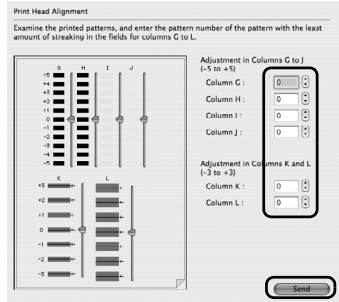 Print Head Alignment
Examine the printed patterns, and enter the pattern number of the pattern with the least
amount of streaking in the fields for columns G to L.
G H I J
+5
+4
+3
+2
+1
0
-1
-2
-3
-4
-5
K L
+3
+2
+1
0
-1
-2
-3
Adjustment in Columns G to J
(-5 to +5)
Column G : 0
Column H : 0
Column I : 0
Column J : 0
Adjustment in Columns K and L
(-3 to +3)
Column K : 0
Column L : 0
Send